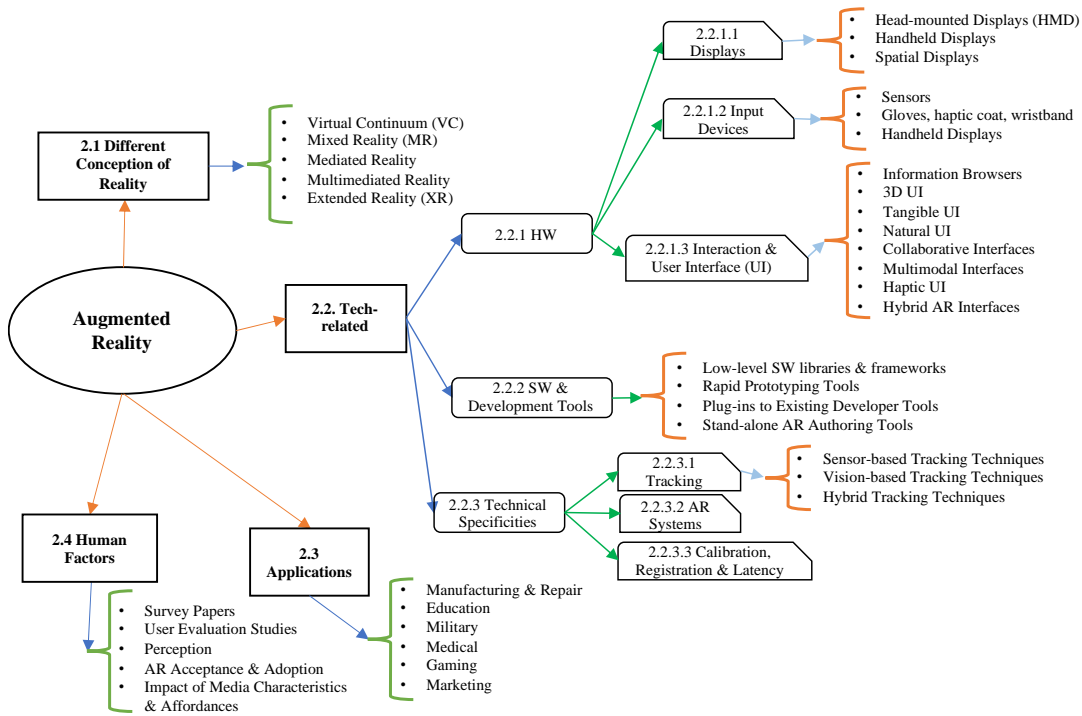 2.1 Different
Conception of
Reality
• Virtual Continuum (VC)
• Mixed Reality (MR)
• Mediated Reality
• Multimediated Reality
• Extended Reality (XR)
Augmented
Reality
2.2. Tech-
related
2.2.1 HW
2.2.1.1
Displays
• Head-mounted Displays (HMD)
• Handheld Displays
• Spatial Displays
2.2.1.2 Input
Devices
• Sensors
• Gloves, haptic coat, wristband
• Handheld Displays
2.2.1.3 Interaction &
User Interface (UI)
• Information Browsers
• 3D UI
• Tangible UI
• Natural UI
• Collaborative Interfaces
• Multimodal Interfaces
• Haptic UI
• Hybrid AR Interfaces
2.2.2 SW &
Development Tools
• Low-level SW libraries & frameworks
• Rapid Prototyping Tools
• Plug-ins to Existing Developer Tools
• Stand-alone AR Authoring Tools
2.2.3 Technical
Specificities
2.2.3.1
Tracking
• Sensor-based Tracking Techniques
• Vision-based Tracking Techniques
• Hybrid Tracking Techniques
2.2.3.2 AR
Systems
2.2.3.3 Calibration,
Registration & Latency
2.4 Human
Factors
• Survey Papers
• User Evaluation Studies
• Perception
• AR Acceptance & Adoption
• Impact of Media Characteristics
& Affordances
2.3
Applications
• Manufacturing & Repair
• Education
• Military
• Medical
• Gaming
• Marketing